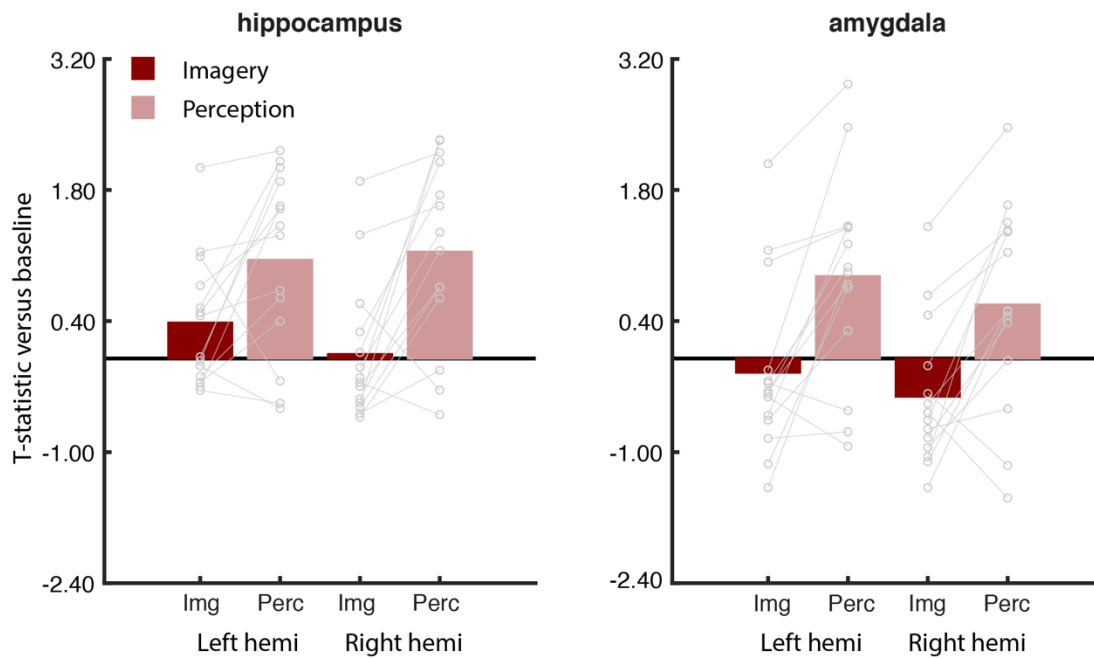 hippocampus
amygdala
T-statistic versus baseline
3.20
1.80
0.40
-1.00
-2.40
Imagery
Perception
Img Perc Img Perc
Left hemi Right hemi
3.20
1.80
0.40
-1.00
-2.40
Img Perc Img Perc
Left hemi Right hemi